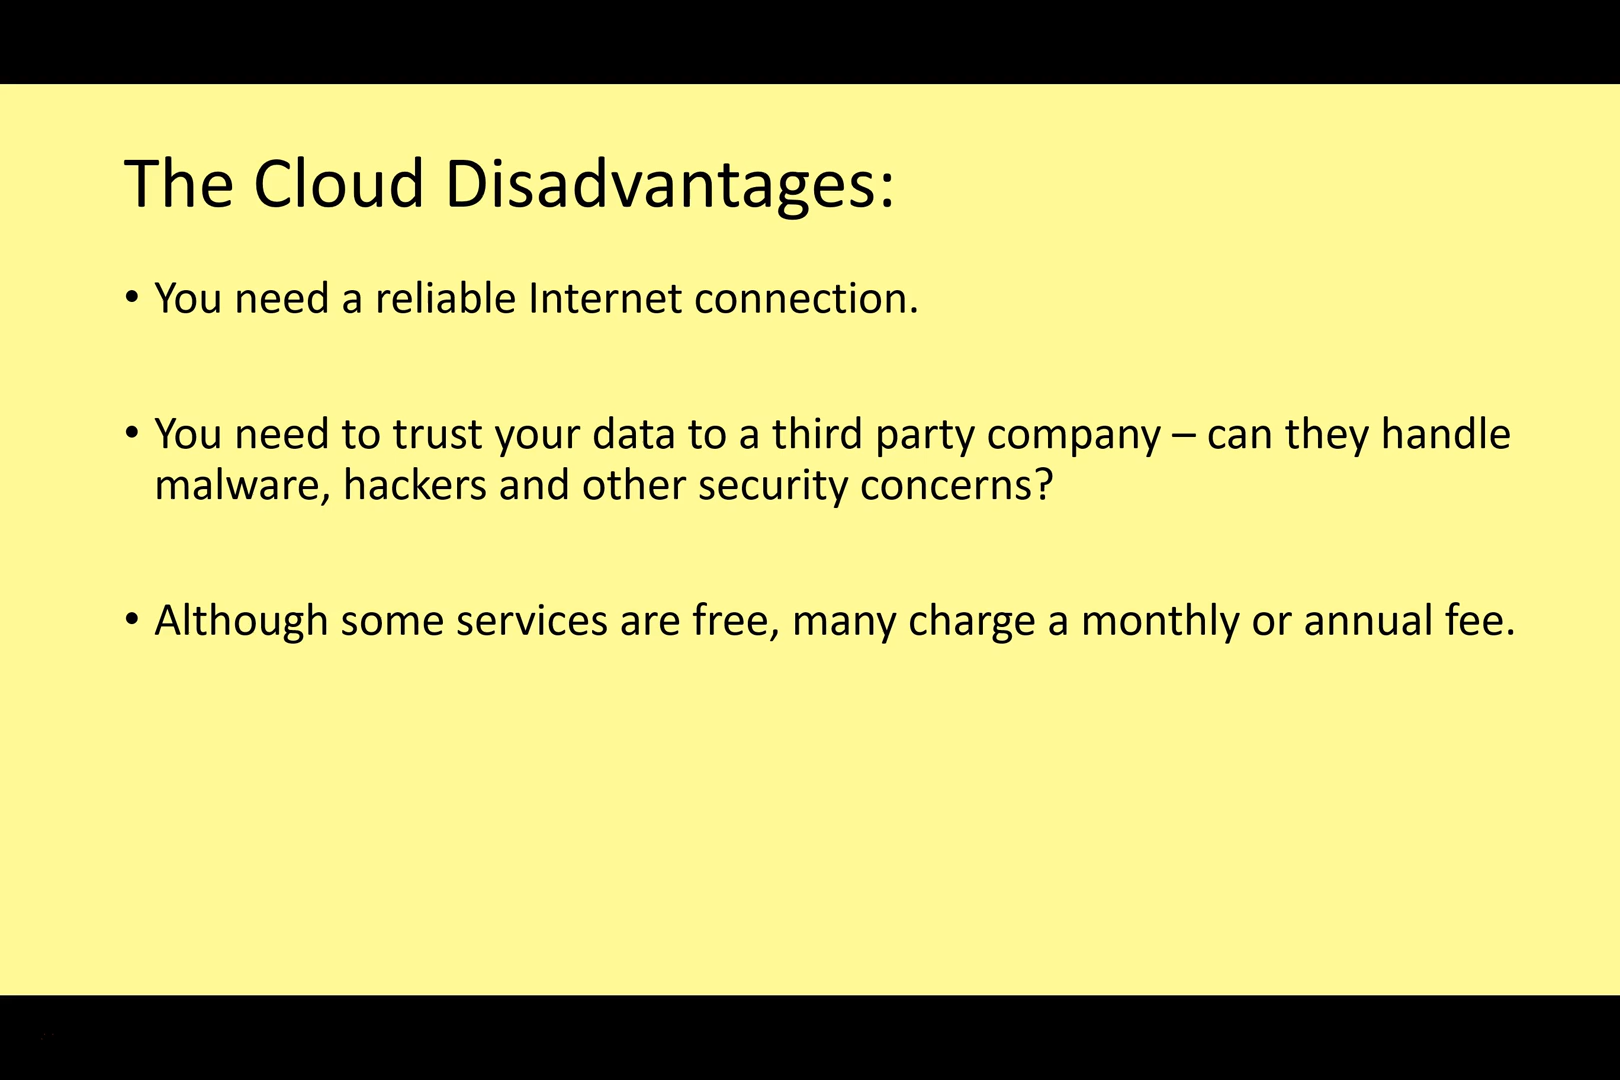 The Cloud Disadvantages:
• You need a reliable Internet connection.
• You need to trust your data to a third party company – can they handle
malware, hackers and other security concerns?
• Although some services are free, many charge a monthly or annual fee.